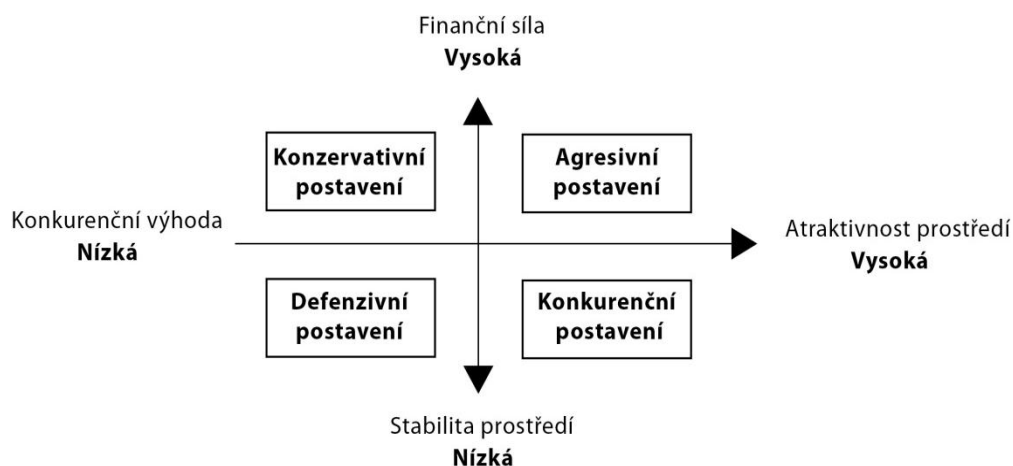 Finanční síla
Vysoká
Konzervativní
postavení
Agresivní
postavení
Konkurenční výhoda
Nízká
Atraktivnost prostředí
Vysoká
Defenzivní
postavení
Konkurenční
postavení
Stabilita prostředí
Nízká